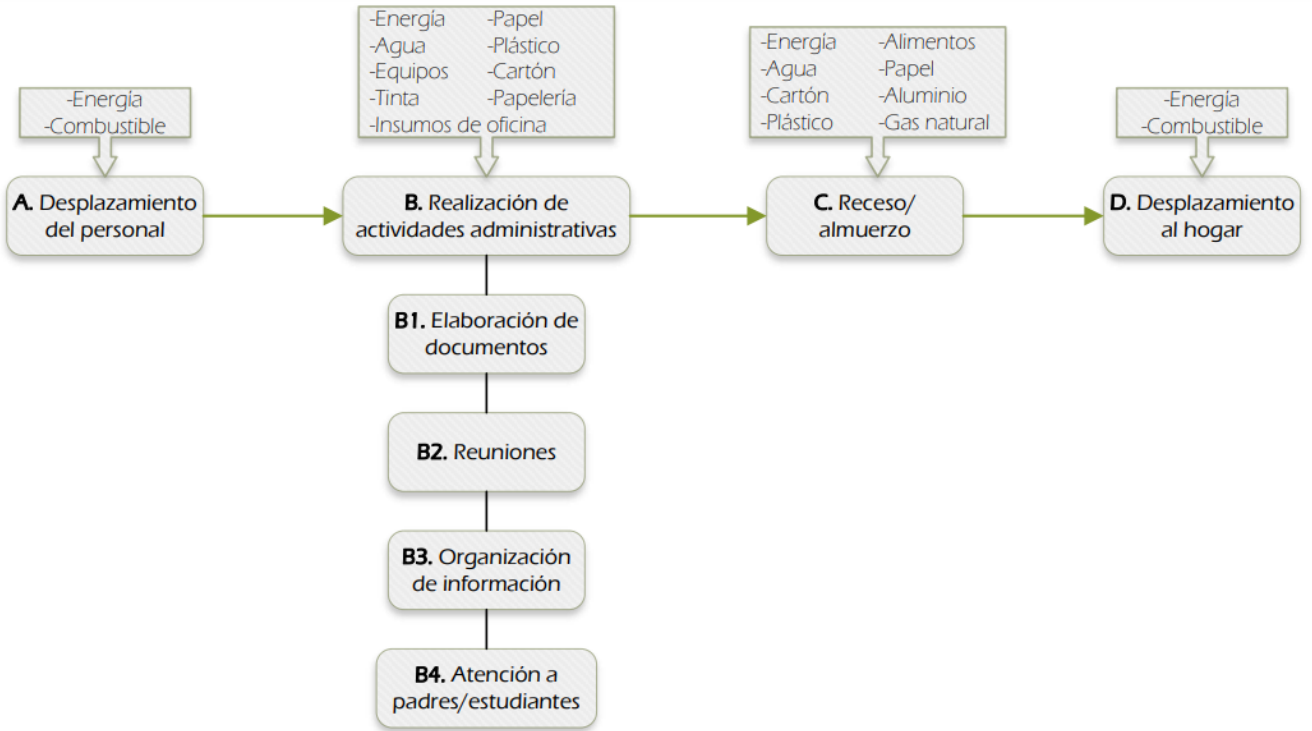 -Energía
-Combustible
-Energía -Papel
-Agua -Plástico
-Equipos -Cartón
-Tinta -Papelería
-Insumos de oficina
-Energía -Alimentos
-Agua -Papel
-Cartón -Aluminio
-Plástico -Gas natural
-Energía
-Combustible
A. Desplazamiento
del personal
B. Realización de
actividades administrativas
C. Receso/
almuerzo
D. Desplazamiento
al hogar
B1. Elaboración de
documentos
B2. Reuniones
B3. Organización
de información
B4. Atención a
padres/estudiantes